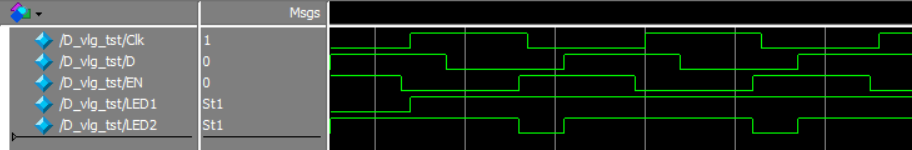 Msgs
/D_vlg_tst/Clk 1
/D_vlg_tst/D 0
/D_vlg_tst/EN 0
/D_vlg_tst/LED1 St1
/D_vlg_tst/LED2 St1